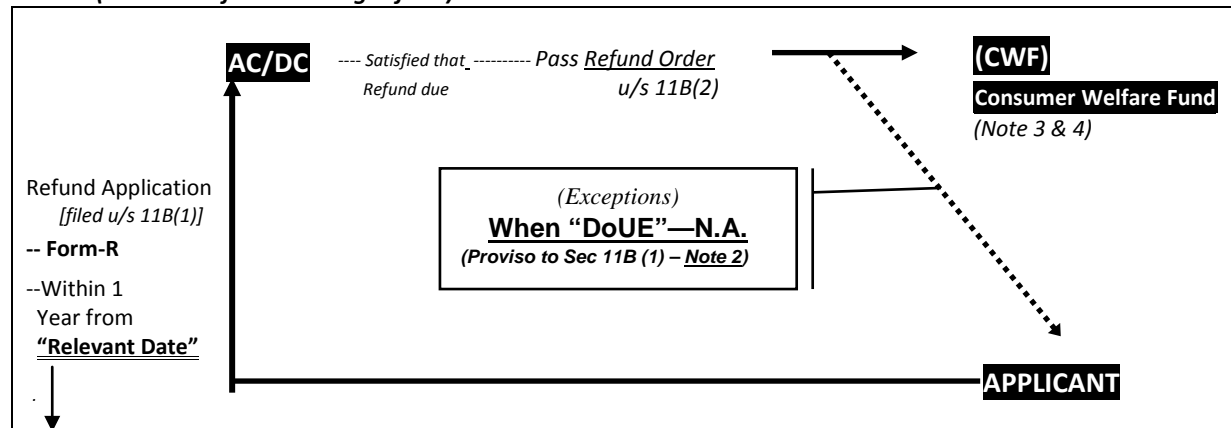 AC/DC ---- Satisfied that ---------- Pass Refund Order
Refund due u/s 11B(2)
(CWF)
Consumer Welfare Fund
(Note 3 & 4)
Refund Application
[filed u/s 11B(1)]
-- Form-R
--Within 1
Year from
“Relevant Date”
.
(Exceptions)
When “DoUE”—N.A.
(Proviso to Sec 11B (1) – Note 2)
APPLICANT